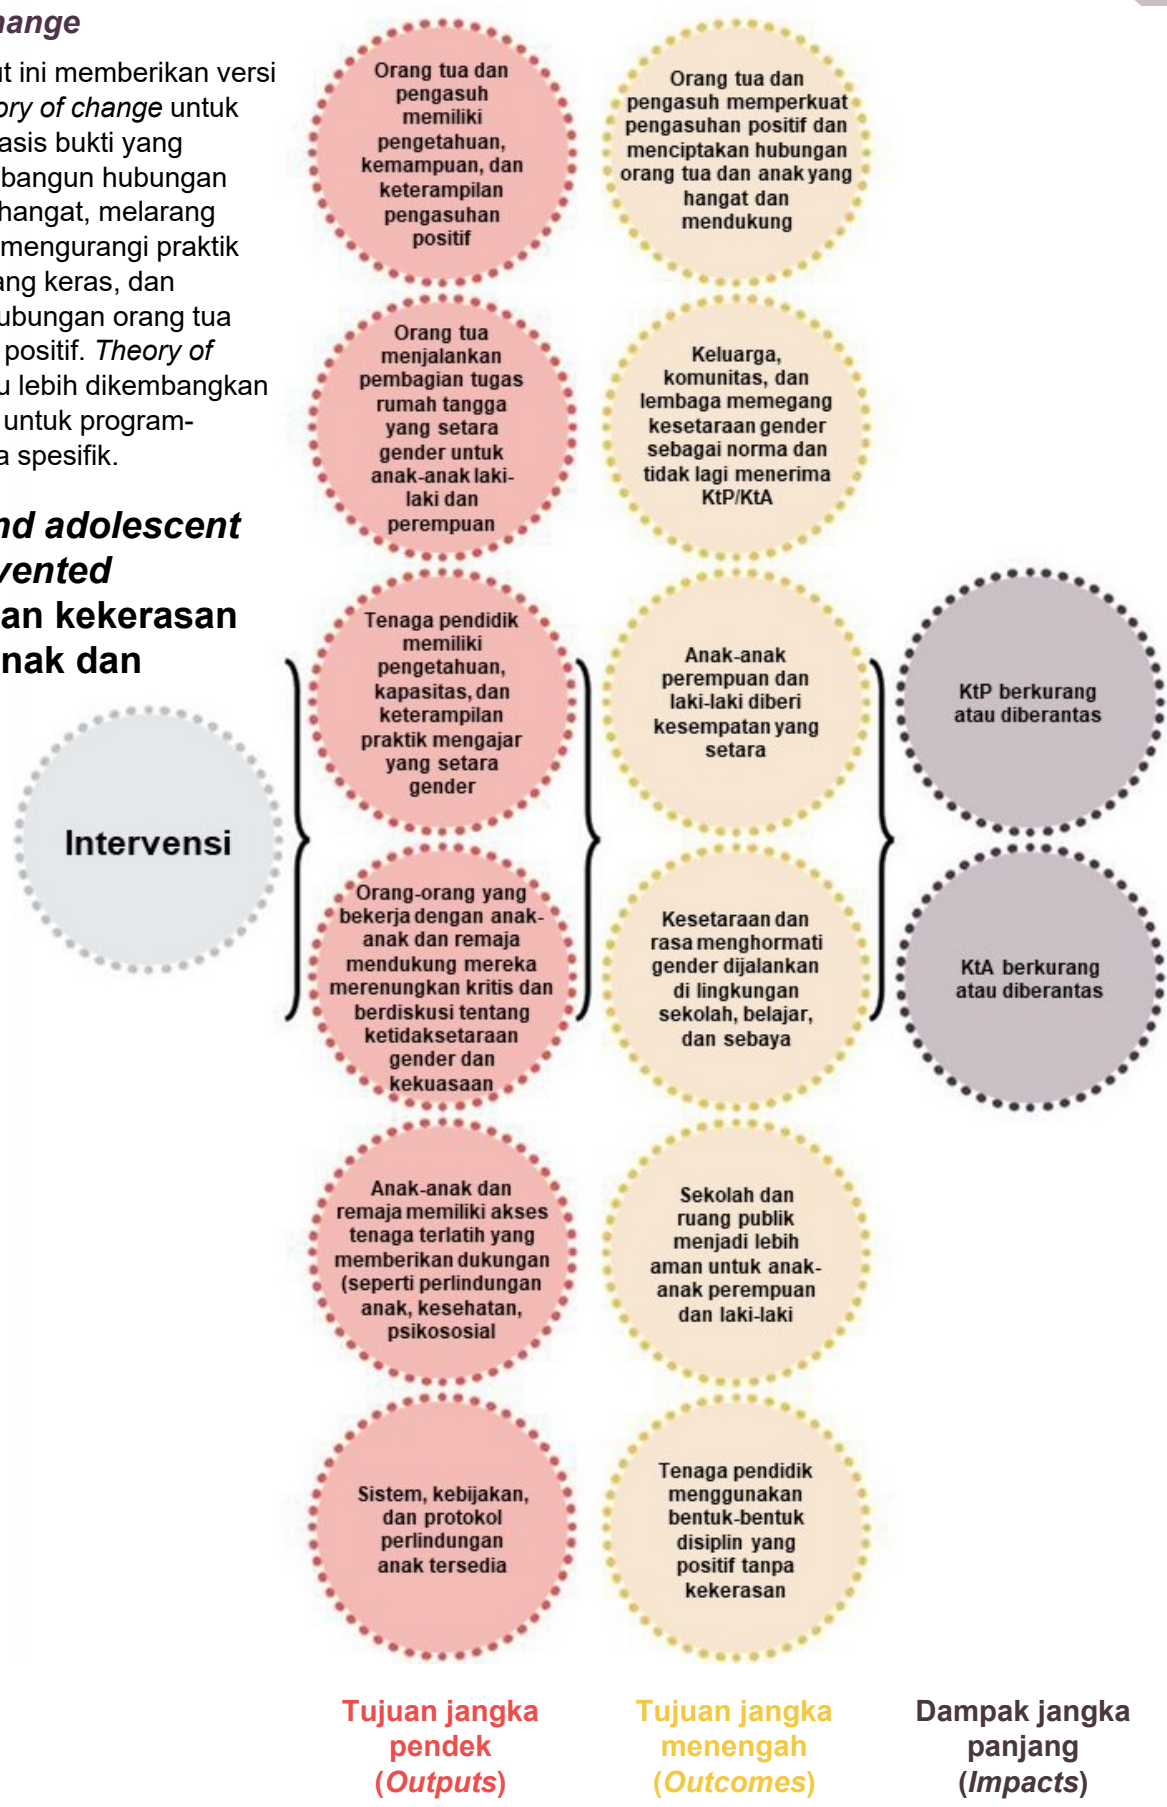 hange
ut ini memberikan versi
ory of change untuk
asis bukti yang
bangun hubungan
hangat, melarang
mengurangi praktik
ang keras, dan
ubungan orang tua
positif. Theory of
u lebih dikembangkan
untuk program-
a spesifik.
nd adolescent
vented
an kekerasan
nak dan
Intervensi
Orang tua dan
pengasuh
memiliki
pengetahuan,
kemampuan, dan
keterampilan
pengasuhan
positif
Orang tua
menjalankan
pembagian tugas
rumah tangga
yang setara
gender untuk
anak-anak laki-
laki dan
perempuan
Tenaga pendidik
memiliki
pengetahuan,
kapasitas, dan
keterampilan
praktik mengajar
yang setara
gender
Orang-orang yang
bekerja dengan anak-
anak dan remaja
mendukung mereka
merenungkan kritis dan
berdiskusi tentang
ketidaksetaraan
gender dan
kekuasaan
Anak-anak dan
remaja memiliki akses
tenaga terlatih yang
memberikan dukungan
(seperti perlindungan
anak, kesehatan,
psikososial
Sistem, kebijakan,
dan protokol
perlindungan
anak tersedia
Tujuan jangka
pendek
(Outputs)
Orang tua dan
pengasuh memperkuat
pengasuhan positif dan
menciptakan hubungan
orang tua dan anak yang
hangat dan
mendukung
Keluarga,
komunitas, dan
lembaga memegang
kesetaraan gender
sebagai norma dan
tidak lagi menerima
KtP/KtA
Anak-anak
perempuan dan
laki-laki diberi
kesempatan yang
setara
Kesetaraan dan
rasa menghormati
gender dijalankan
di lingkungan
sekolah, belajar,
dan sebaya
Sekolah dan
ruang publik
menjadi lebih
aman untuk anak-
anak perempuan
dan laki-laki
Tenaga pendidik
menggunakan
bentuk-bentuk
disiplin yang
positif tanpa
kekerasan
Tujuan jangka
menengah
(Outcomes)
KtP berkurang
atau diberantas
KtA berkurang
atau diberantas
Dampak jangka
panjang
(Impacts)